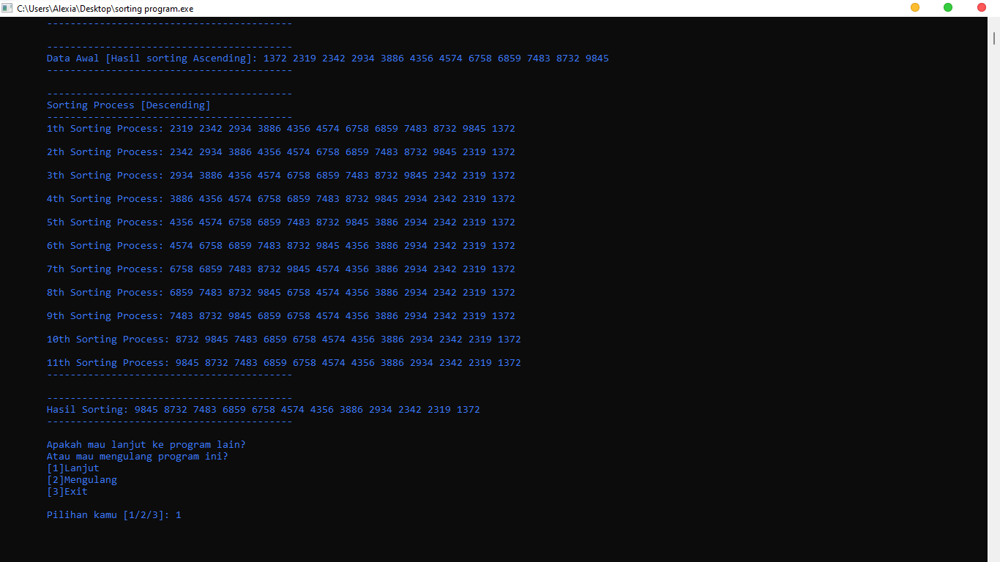 C:\Users\Alexia\Desktop\sorting program.exe
------------------------------------------
------------------------------------------
Data Awal [Hasil sorting Ascending]: 1372 2319 2342 2934 3886 4356 4574 6758 6859 7483 8732 9845
------------------------------------------
------------------------------------------
Sorting Process [Descending]
------------------------------------------
1th Sorting Process: 2319 2342 2934 3886 4356 4574 6758 6859 7483 8732 9845 1372
2th Sorting Process: 2342 2934 3886 4356 4574 6758 6859 7483 8732 9845 2319 1372
3th Sorting Process: 2934 3886 4356 4574 6758 6859 7483 8732 9845 2342 2319 1372
4th Sorting Process: 3886 4356 4574 6758 6859 7483 8732 9845 2934 2342 2319 1372
5th Sorting Process: 4356 4574 6758 6859 7483 8732 9845 3886 2934 2342 2319 1372
6th Sorting Process: 4574 6758 6859 7483 8732 9845 4356 3886 2934 2342 2319 1372
7th Sorting Process: 6758 6859 7483 8732 9845 4574 4356 3886 2934 2342 2319 1372
8th Sorting Process: 6859 7483 8732 9845 6758 4574 4356 3886 2934 2342 2319 1372
9th Sorting Process: 7483 8732 9845 6859 6758 4574 4356 3886 2934 2342 2319 1372
10th Sorting Process: 8732 9845 7483 6859 6758 4574 4356 3886 2934 2342 2319 1372
11th Sorting Process: 9845 8732 7483 6859 6758 4574 4356 3886 2934 2342 2319 1372
------------------------------------------
------------------------------------------
Hasil Sorting: 9845 8732 7483 6859 6758 4574 4356 3886 2934 2342 2319 1372
------------------------------------------
Apakah mau lanjut ke program lain?
Atau mau mengulang program ini?
[1]Lanjut
[2]Mengulang
[3]Exit
Pilihan kamu [1/2/3]: 1